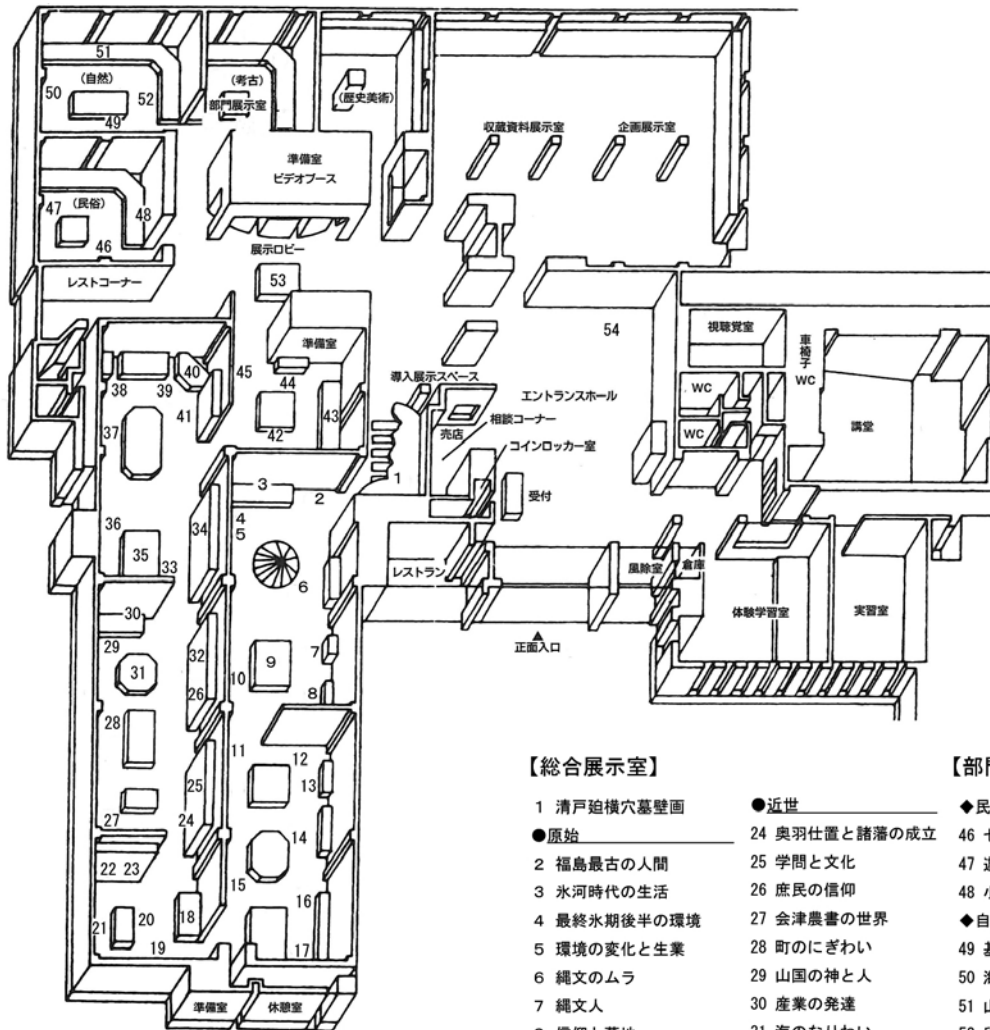 51
(自然)
(考古)
50
52
部門展示室
(歴史美術)
49
収蔵資料展示室
企画展示室
準備室
ビデオブース
47
(民俗)
48
46
展示ロビー
レストコーナー
53
54
視聴覚室
車椅子
WC
準備室
38
39
40
45
44
導入展示スペース
WC
エントランスホール
41
43
売店
相談コーナー
WC
講堂
37
42
コインロッカー室
3
2
1
受付
36
34
4
5
35
33
6
レストラン
風除室
倉庫
体験学習室
実習室
30
29
32
7
正面入口
31
9
26
10
8
28
11
12
25
13
27
24
14
22 23
15
21
20
18
16
19
17
準備室
休憩室
【総合展示室】
1 清戸廹横穴墓壁画
●原始
2 福島最古の人間
3 氷河時代の生活
4 最終氷期後半の環境
5 環境の変化と生業
6 縄文のムラ
7 縄文人
●近世
24 奥羽仕置と諸藩の成立
25 学問と文化
26 庶民の信仰
27 会津農書の世界
28 町のにぎわい
29 山国の神と人
30 産業の発達
【部門
◆民
46
47
48 小
◆自
49
50
51 山